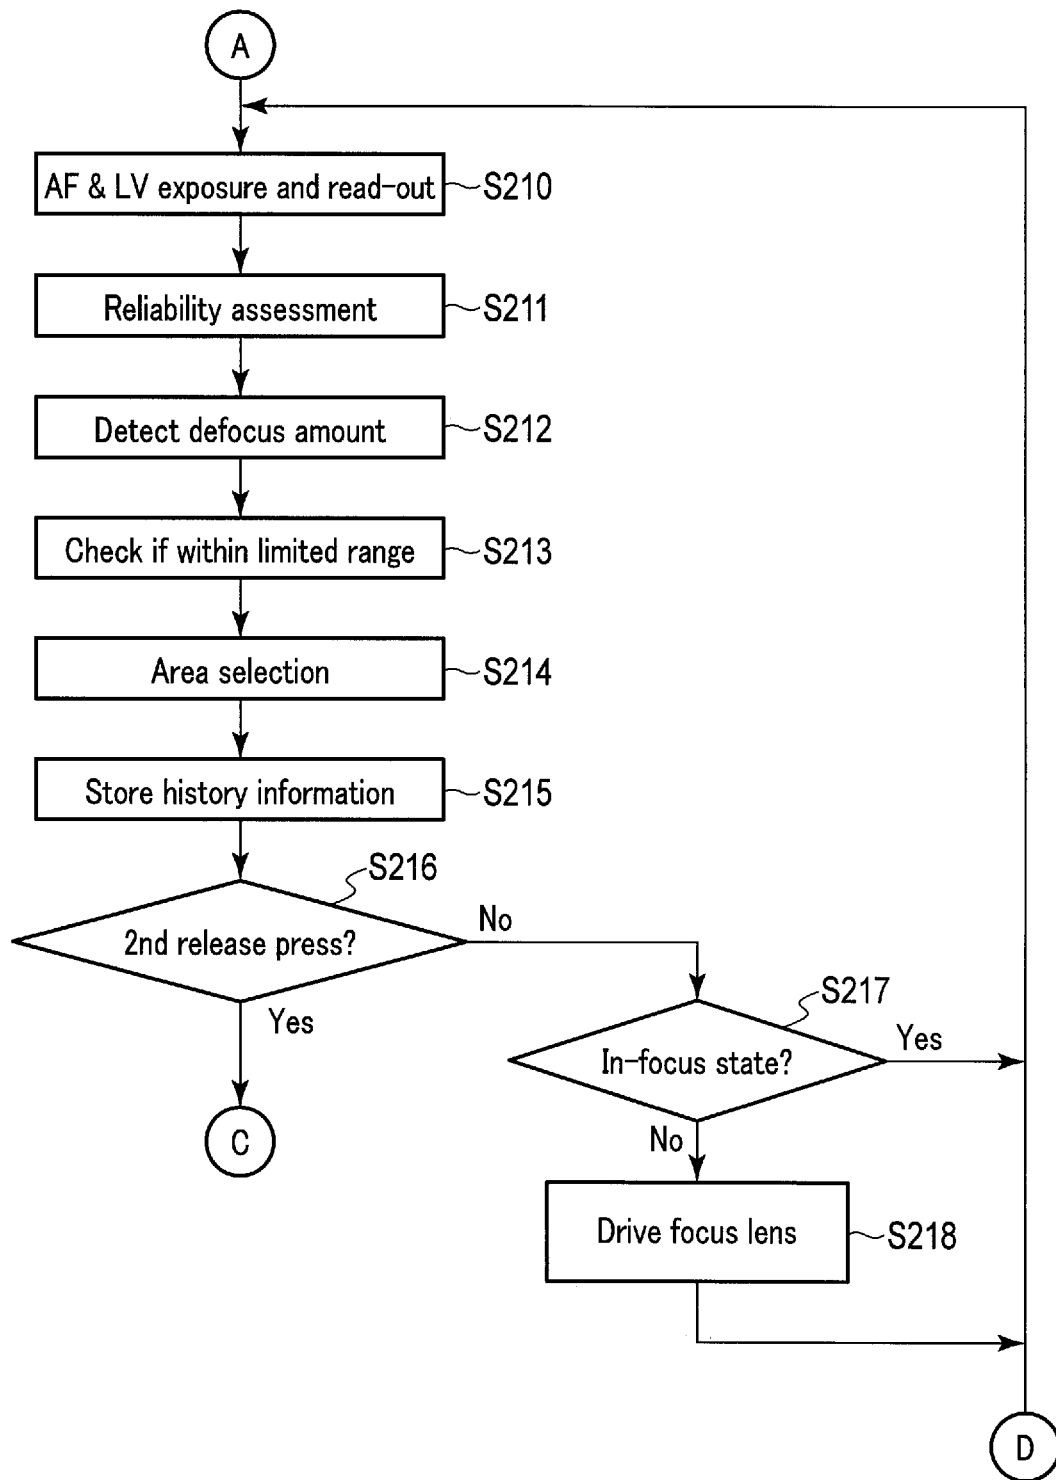 A
AF & LV exposure and read-out
S210
Reliability assessment
S211
Detect defocus amount
S212
Check if within limited range
S213
Area selection
S214
Store history information
S215
S216
2nd release press?
No
Yes
S217
In-focus state?
Yes
No
C
Drive focus lens
S218
D